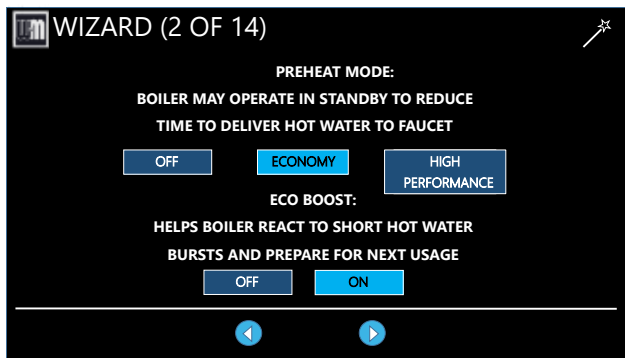 WIZARD (2 OF 14)
PREHEAT MODE:
BOILER MAY OPERATE IN STANDBY TO REDUCE
TIME TO DELIVER HOT WATER TO FAUCET
OFF ECONOMY HIGH
PERFORMANCE
ECO BOOST:
HELPS BOILER REACT TO SHORT HOT WATER
BURSTS AND PREPARE FOR NEXT USAGE
OFF ON